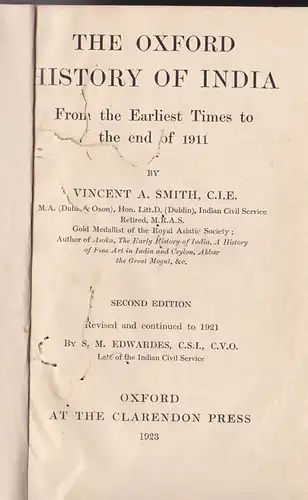 THE OXFORD
HISTORY OF INDIA
From the Earliest Times to
the end of 1911
BY
VINCENT A. SMITH, C.I.E.
M.A. (Dubl. & Oxon), Hon. Litt.D. (Dublin), Indian Civil Service
Retired, M.R.A.S.
Gold Medallist of the Royal Asiatic Society;
Author of Asoka, The Early History of India, A History
of Fine Art in India and Ceylon, Akbar
the Great Mogul, &c.
SECOND EDITION
Revised and continued to 1921
By S. M. EDWARDES, C.S.I., C.V.O.
Late of the Indian Civil Service
OXFORD
AT THE CLARENDON PRESS
1923